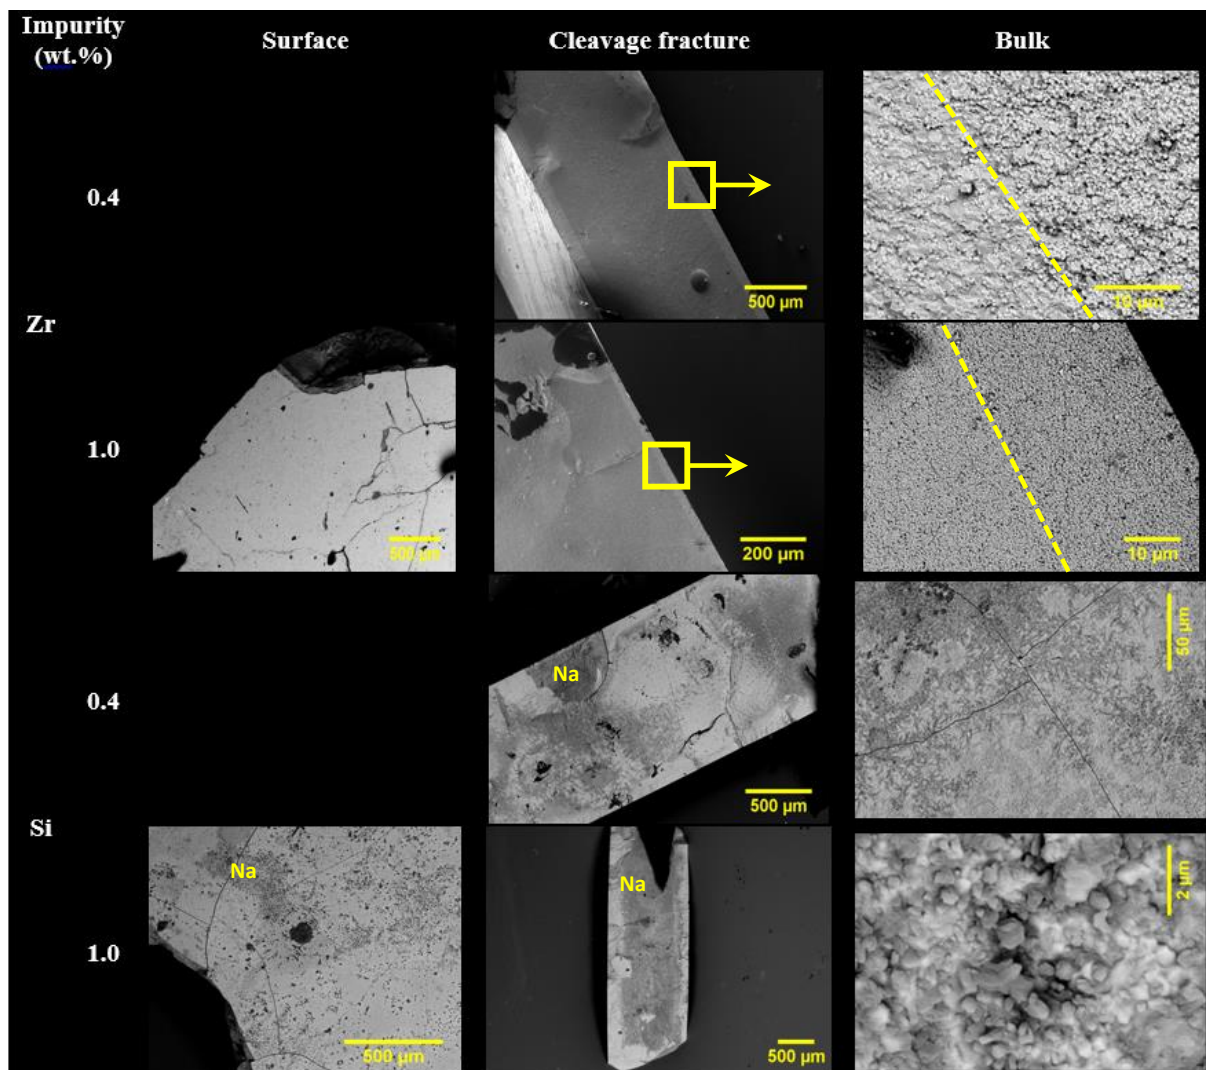 Impurity
(wt.%)
Surface
Cleavage fracture
Bulk
0.4
500 µm
10 µm
Zr
1.0
500 µm
200 µm
10 µm
0.4
Na
500 µm
50 µm
Si
1.0
Na
500 µm
Na
500 µm
2 µm